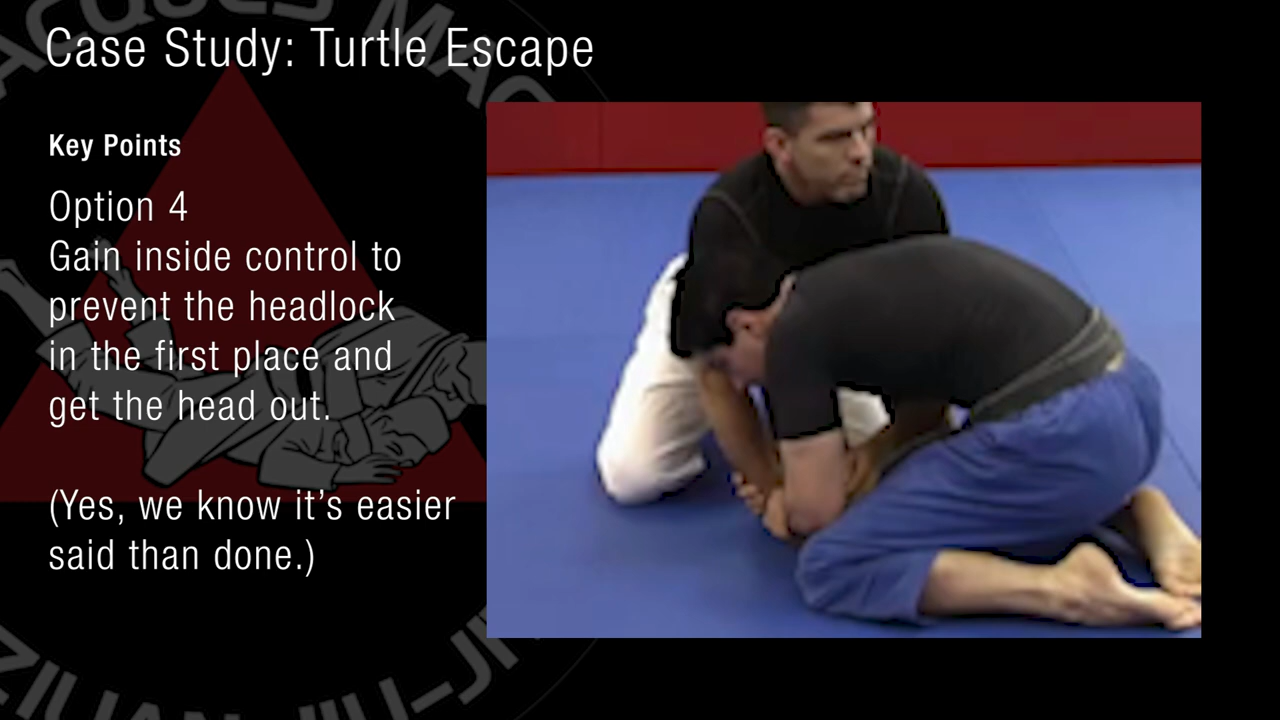 Case Study: Turtle Escape
Key Points
Option 4
Gain inside control to
prevent the headlock
in the first place and
get the head out.
(Yes, we know it’s easier
said than done.)